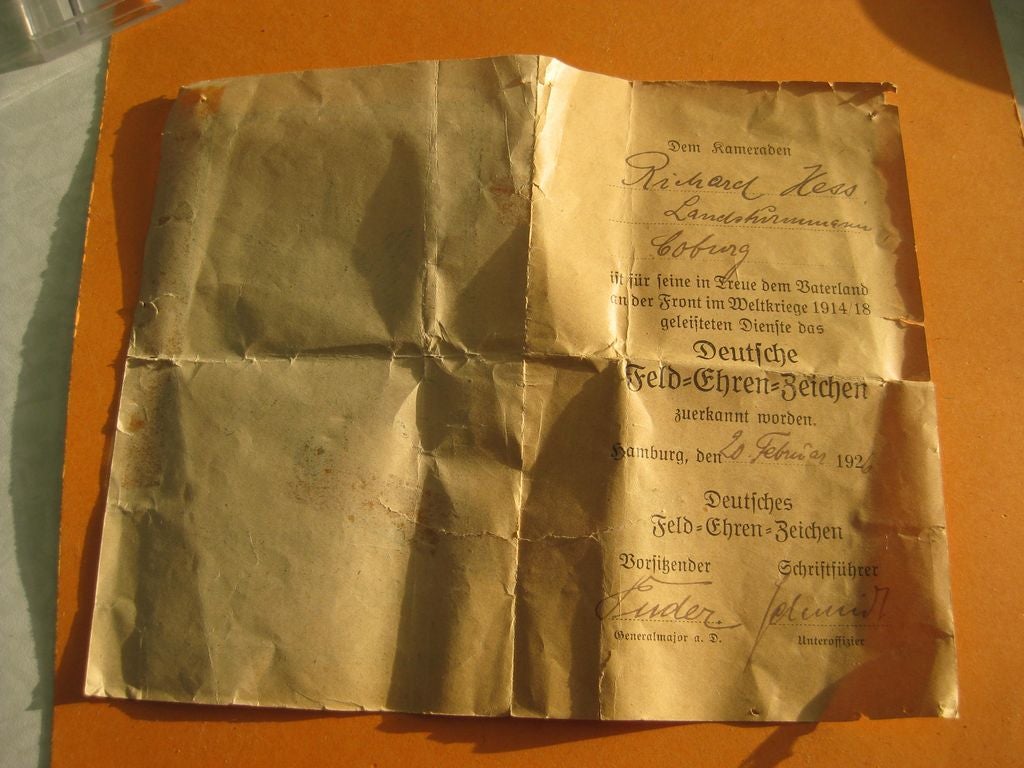 Dem Kameraden
Richard Hess.
Landsturmmann,
Coburg
ist für seine in Treue dem Vaterland
an der Front im Weltkriege 1914/18
geleisteten Dienste das
Deutsche
Feld-Ehren-Zeichen
zuerkannt worden.
Hamburg, den 20 Februar 1926
Deutsches
Feld-Ehren-Zeichen
Vorsitzender Schriftführer
Schmidt
Generalmajor a. D. Unteroffizier